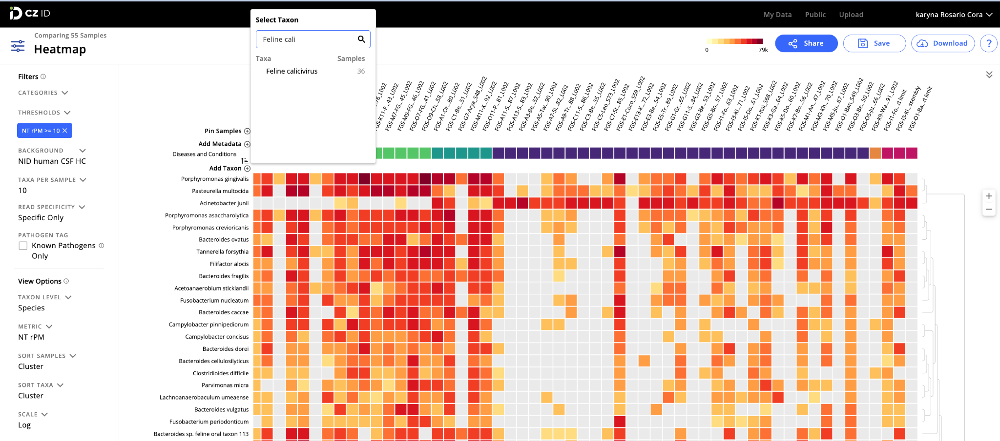 CZ ID
My Data
Public
Upload
karyna Rosario Cora
Comparing 55 Samples
Heatmap
Select Taxon
Feline cali
Taxa Samples
Feline calicivirus 36
0 79k
Share
Save
Download
?
Filters
CATEGORIES
THRESHOLDS
NT rPM >= 10 ×
BACKGROUND
NID human CSF HC
TAXA PER SAMPLE
10
READ SPECIFICITY
Specific Only
PATHOGEN TAG
Known Pathogens
Only
View Options
TAXON LEVEL
Species
METRIC
NT rPM
SORT SAMPLES
Cluster
SORT TAXA
Cluster
SCALE
Log
FGS-M7-FG...45_L002
FGS-M9-FG...46_L002
FGS-O7-FG...41_L002
FGS-O9-Ch...58_L002
FGS-A1-Or...80_L002
FGS-C1-Be...51_L002
FGS-G7-Arya_S48_L002
FGS-M11-X...92_L002
FGS-O11-P...81_L002
FGS-A11-S...87_L002
FGS-A13-S...83_L002
FGS-A3-Be...52_L002
FGS-A5-Tw...90_L002
FGS-A7-Si...82_L002
FGS-A9-Tr...88_L002
FGS-C11-S...86_L002
FGS-C3-Be...55_L002
FGS-C5-Leo_S73_L002
FGS-C7-St...85_L002
FGS-E1-Coco_S59_L002
FGS-E13-K...72_L002
FGS-E3-Be...54_L002
FGS-E5-Tr...89_L002
FGS-G1-Gr...65_L002
FGS-G11-S...84_L002
FGS-G3-Be...53_L002
FGS-G5-Bo...57_L002
FGS-I1-Fo...63_L002
FGS-I3-Ki...71_L002
FGS-I5-Do...61_L002
FGS-K1-Kai_S68_L002
FGS-K3-Ga...64_L002
FGS-K5-Do...60_L002
FGS-K7-Bo...56_L002
FGS-M1-An...47_L002
FGS-M3-Kh...70_L002
FGS-M5-Ju...67_L002
FGS-O1-Ban_S49_L002
FGS-O3-Be...50_L002
FGS-O5-Ju...66_L002
FGS-K9-Wa...91_L002
FGS-I1-Fo...d limit
FGS-I3-Ki...ssembly
FGS-O1-Ba...d limit
Pin Samples
Add Metadata
Diseases and Conditions
Add Taxon
Porphyromonas gingivalis
Pasteurella multocida
Acinetobacter junii
Porphyromonas asaccharolytica
Porphyromonas crevioricanis
Bacteroides ovatus
Tannerella forsythia
Filifactor alocis
Bacteroides fragilis
Acetoanaerobium sticklandii
Fusobacterium nucleatum
Bacteroides caccae
Campylobacter pinnipediorum
Campylobacter concisus
Bacteroides dorei
Bacteroides cellulosilyticus
Clostridioides difficile
Parvimonas micra
Lachnoanaerobaculum umeaense
Bacteroides vulgatus
Fusobacterium periodonticum
Bacteroides sp. feline oral taxon 113